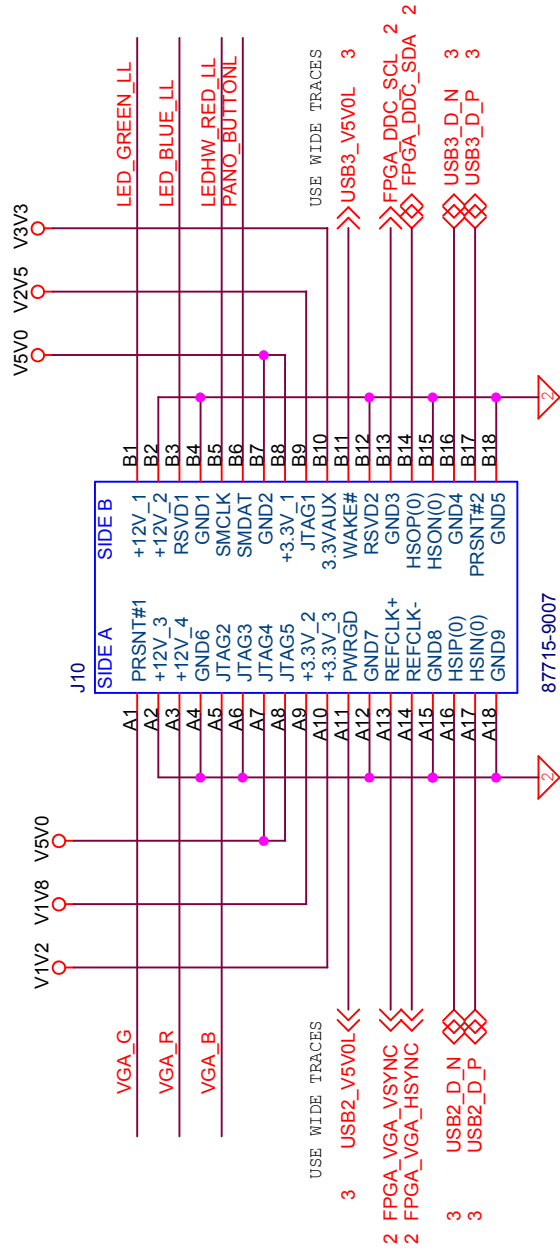 J10
SIDE A
SIDE B
87715-9007
A1 PRSNT#1
A2 +12V_3
A3 +12V_4
A4 GND6
A5 JTAG2
A6 JTAG3
A7 JTAG4
A8 JTAG5
A9 +3.3V_2
A10 +3.3V_3
A11 PWRGD
A12 GND7
A13 REFCLK+
A14 REFCLK-
A15 GND8
A16 HSIP(0)
A17 HSIN(0)
A18 GND9
+12V_1 B1
+12V_2 B2
RSVD1 B3
GND1 B4
SMCLK B5
SMDAT B6
GND2 B7
+3.3V_1 B8
JTAG1 B9
3.3VAUX B10
WAKE# B11
RSVD2 B12
GND3 B13
HSOP(0) B14
HSON(0) B15
GND4 B16
PRSNT#2 B17
GND5 B18
V1V2
V1V8
V5V0
V5V0
V2V5
V3V3
VGA_G
VGA_R
VGA_B
USE WIDE TRACES
3 USB2_V5V0L
2 FPGA_VGA_VSYNC
2 FPGA_VGA_HSYNC
3 USB2_D_N
3 USB2_D_P
LED_GREEN_LL
LED_BLUE_LL
LEDHW_RED_LL
PANO_BUTTONL
USE WIDE TRACES
USB3_V5V0L 3
FPGA_DDC_SCL 2
FPGA_DDC_SDA 2
USB3_D_N 3
USB3_D_P 3
2
2